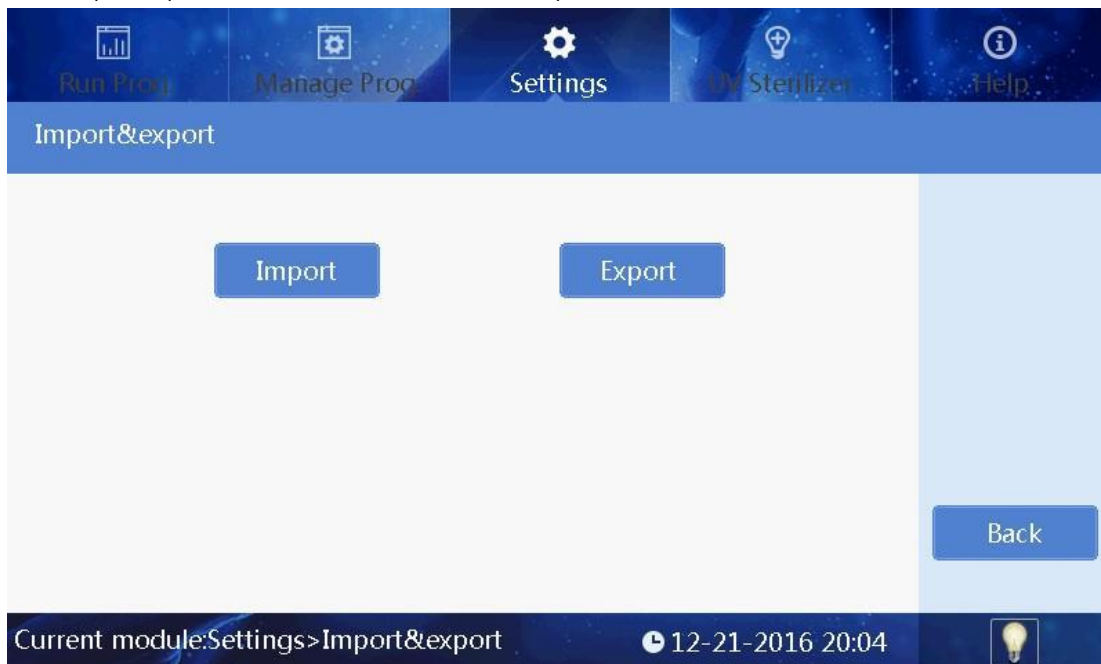 Run Prog.
Manage Prog.
Settings
UV Sterilizer
Help
Import&export
Import
Export
Back
Current module:Settings>Import&export
12-21-2016 20:04